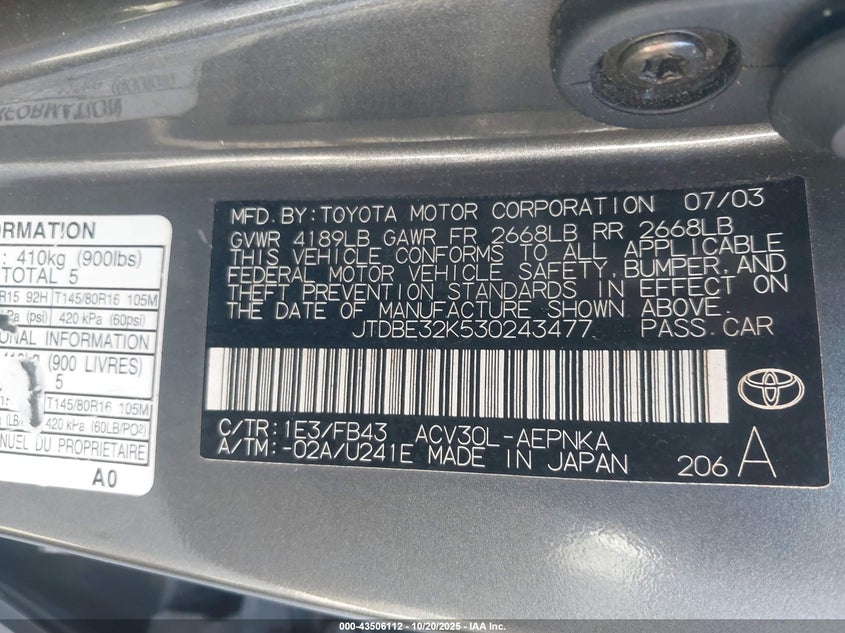 MFD. BY: TOYOTA MOTOR CORPORATION 07/03
GVWR 4189LB GAWR FR 2668LB RR 2668LB
THIS VEHICLE CONFORMS TO ALL APPLICABLE
FEDERAL MOTOR VEHICLE SAFETY, BUMPER, AND
THEFT PREVENTION STANDARDS IN EFFECT ON
THE DATE OF MANUFACTURE SHOWN ABOVE.
JTDBE32K530243477 PASS. CAR
C/TR: 1E3/FB43 ACV30L-AEPNKA
A/TM: -02A/U241E MADE IN JAPAN 206 A
TOYOTA
ORMATION
: 410kg (900lbs)
TOTAL 5
R15 92H T145/80R16 105M
(psi) 420 kPa (60psi)
ONAL INFORMATION
(900 LIVRES)
5
T145/80R16 105M
(LB) 420 kPa (60LB/PO²)
NUEL DU PROPRIETAIRE
A0
000-43506112 - 10/20/2025 - IAA Inc.